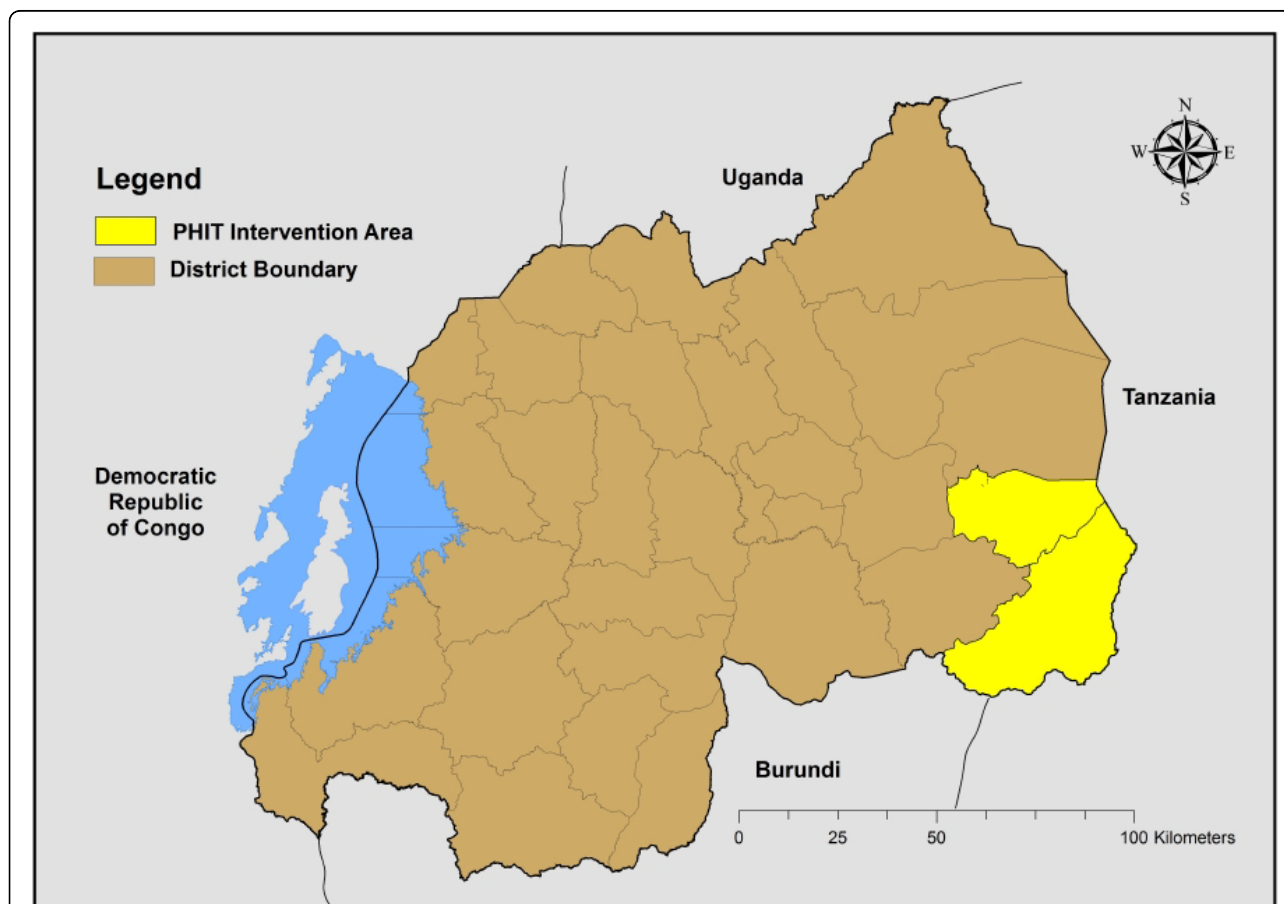 N
W E
S
Uganda
Legend
PHIT Intervention Area
District Boundary
Tanzania
Democratic
Republic
of Congo
Burundi
0 25 50 100 Kilometers